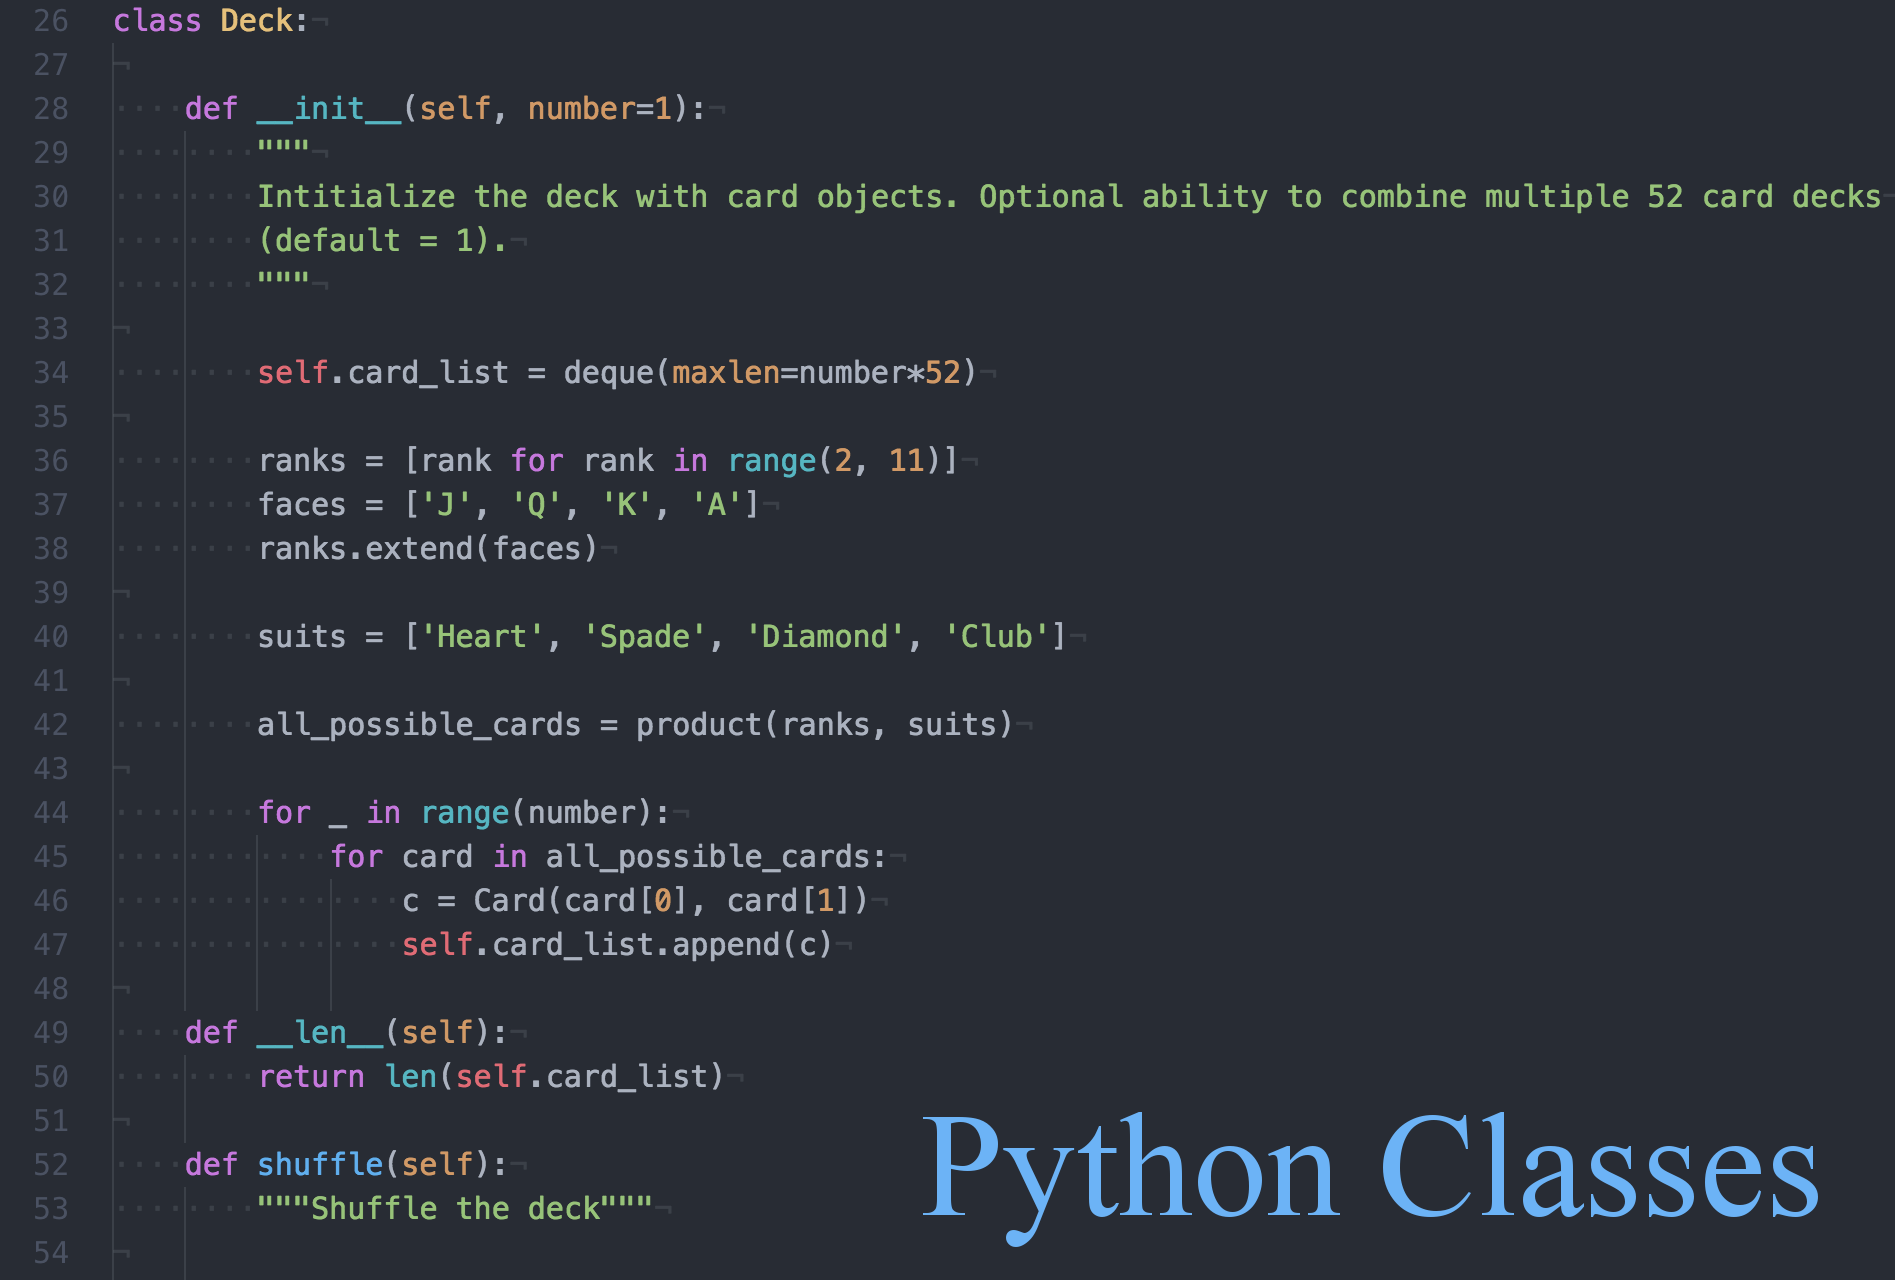 26 class Deck:¬
27 ¬
28 ····def __init__(self, number=1):¬
29 ········"""¬
30 ········Intitialize the deck with card objects. Optional ability to combine multiple 52 card decks¬
31 ········(default = 1).¬
32 ········"""¬
33 ¬
34 ········self.card_list = deque(maxlen=number*52)¬
35 ¬
36 ········ranks = [rank for rank in range(2, 11)]¬
37 ········faces = ['J', 'Q', 'K', 'A']¬
38 ········ranks.extend(faces)¬
39 ¬
40 ········suits = ['Heart', 'Spade', 'Diamond', 'Club']¬
41 ¬
42 ········all_possible_cards = product(ranks, suits)¬
43 ¬
44 ········for _ in range(number):¬
45 ············for card in all_possible_cards:¬
46 ················c = Card(card[0], card[1])¬
47 ················self.card_list.append(c)¬
48 ¬
49 ····def __len__(self):¬
50 ········return len(self.card_list)¬
51 ¬
52 ····def shuffle(self):¬
53 ········"""Shuffle the deck"""¬
54 ¬
Python Classes